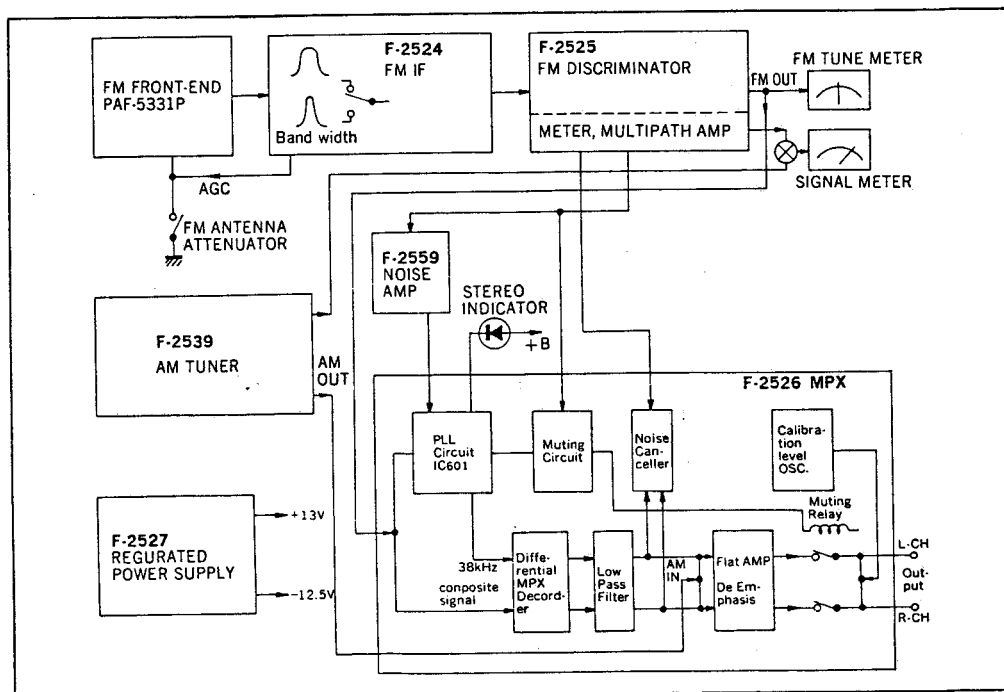 FM FRONT-END
PAF-5331P
F-2524
FM IF
Band width
AGC
FM ANTENNA
ATTENUATOR
F-2525
FM DISCRIMINATOR
METER, MULTIPATH AMP
FM OUT
FM TUNE METER
SIGNAL METER
F-2559
NOISE
AMP
STEREO
INDICATOR
+B
F-2539
AM TUNER
AM
OUT
F-2527
REGURATED
POWER SUPPLY
+13V
-12.5V
F-2526 MPX
PLL
Circuit
IC601
Muting
Circuit
Noise
Can-
celler
Calibra-
tion
level
OSC.
Muting
Relay
38kHz
conposite
signal
Differ-
ential
MPX
Decord-
er
Low
Pass
Filter
AM
IN
Flat AMP
De Em-
phasis
L-CH
Out-
put
R-CH